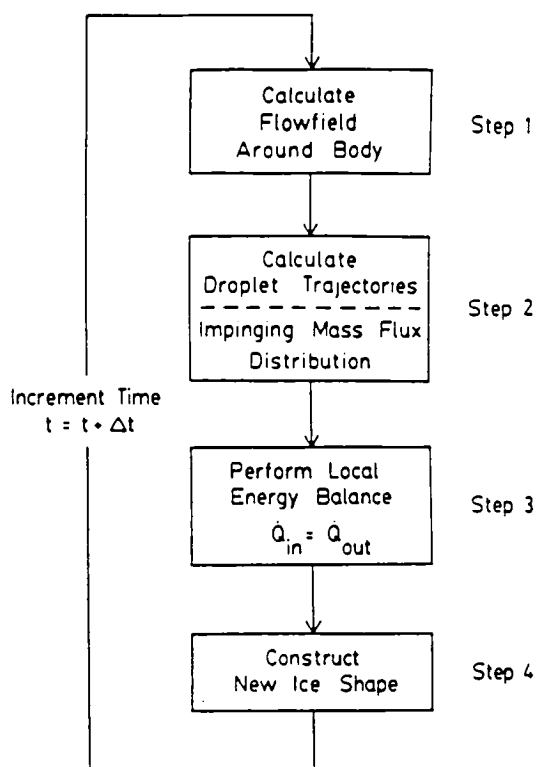 Calculate
Flowfield
Around Body
Step 1
Calculate
Droplet Trajectories
Impinging Mass Flux
Distribution
Step 2
Increment Time
t = t + Δt
Perform Local
Energy Balance
Q̇in = Q̇out
Step 3
Construct
New Ice Shape
Step 4